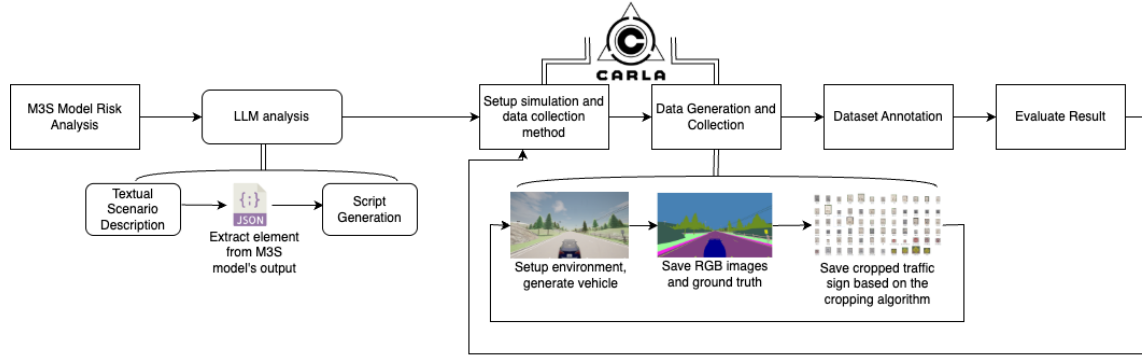 CARLA
M3S Model Risk
Analysis
LLM analysis
Setup simulation and
data collection
method
Data Generation and
Collection
Dataset Annotation
Evaluate Result
Textual
Scenario
Description
{;}
JSON
Extract element
from M3S
model's output
Script
Generation
Setup environment,
generate vehicle
Save RGB images
and ground truth
Save cropped traffic
sign based on the
cropping algorithm